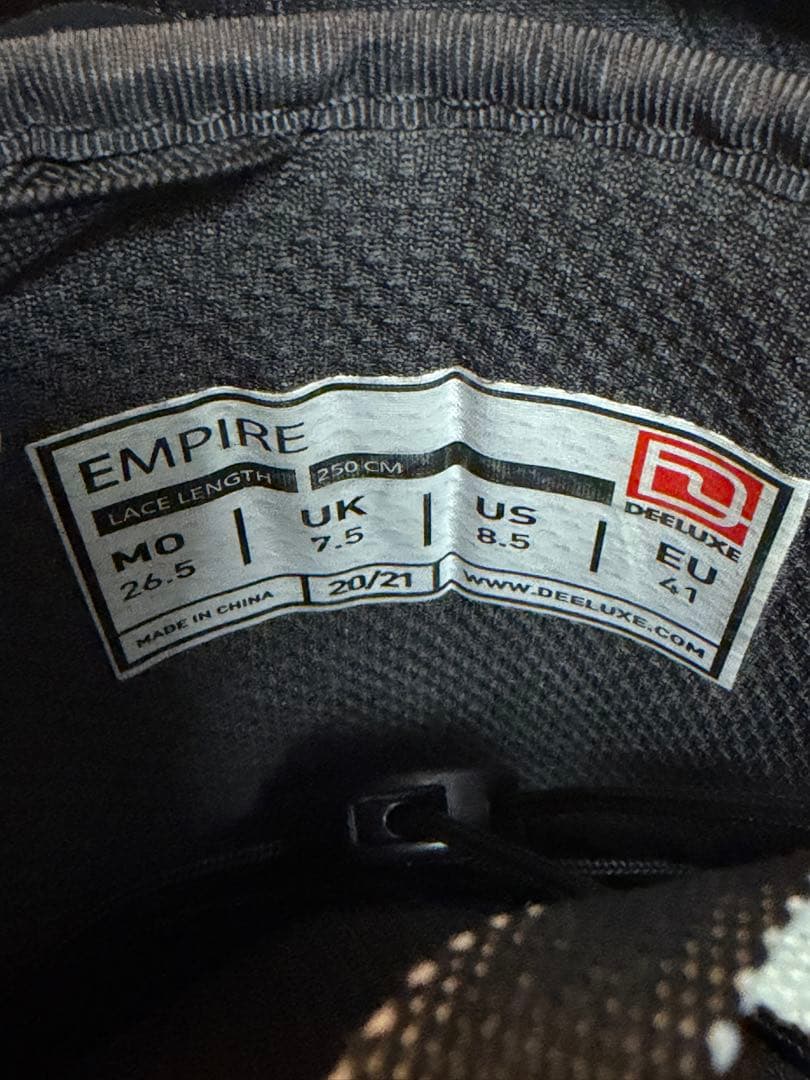 EMPIRE
LACE LENGTH 250 CM
DEELUXE
MO UK US EU
26.5 7.5 8.5 41
MADE IN CHINA 20/21 WWW.DEELUXE.COM